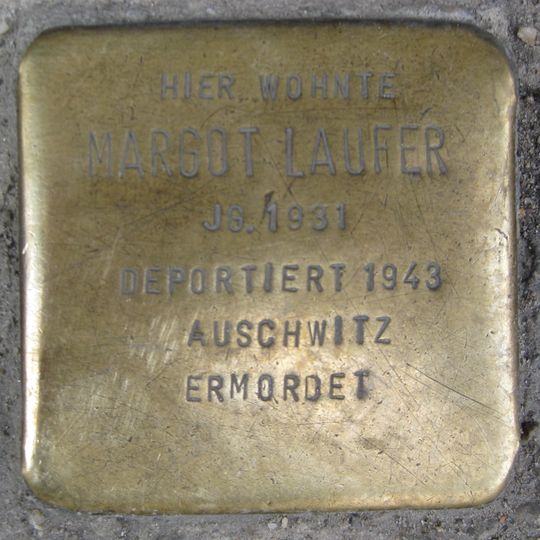 HIER WOHNTE
MARGOT LAUFER
JG. 1931
DEPORTIERT 1943
AUSCHWITZ
ERMORDET